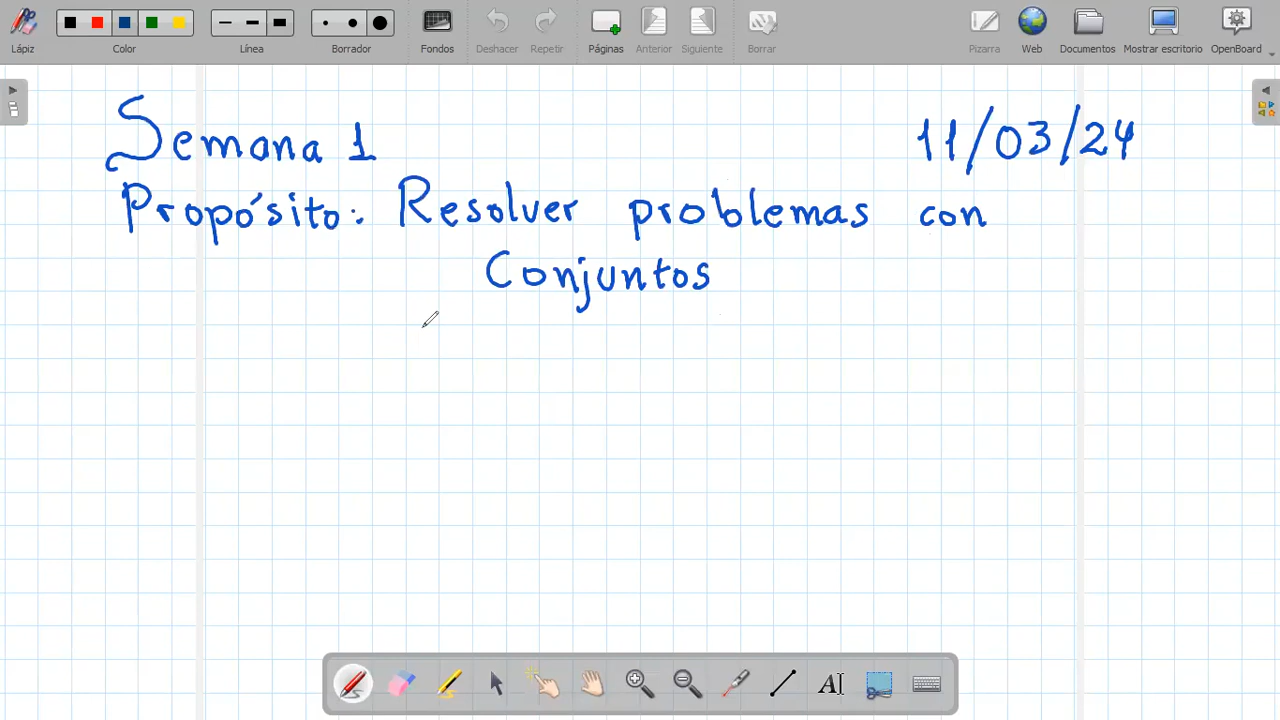 Lápiz Color Línea Borrador Fondos Deshacer Repetir Páginas Anterior Siguiente Borrar Pizarra Web Documentos Mostrar escritorio OpenBoard
Semana 1 11/03/24
Propósito: Resolver problemas con
Conjuntos
AI